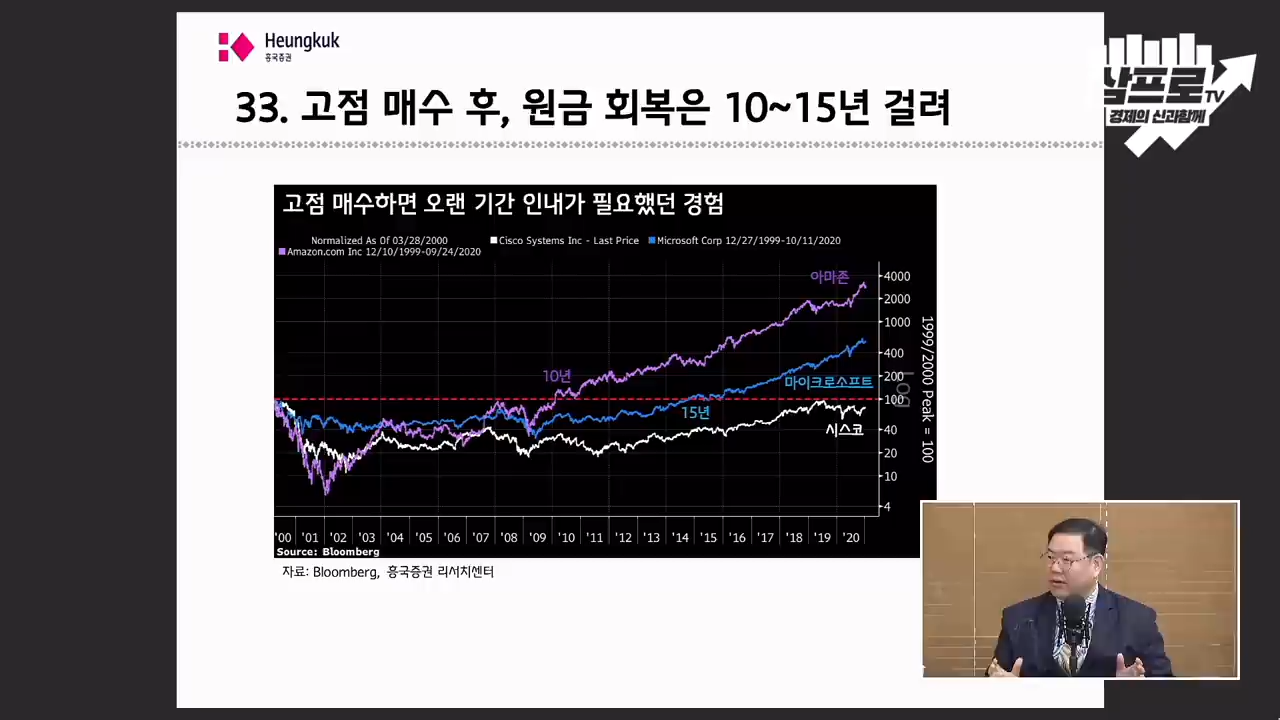 Heungkuk
흥국증권
삼프로TV
경제의 신과함께
33. 고점 매수 후, 원금 회복은 10~15년 걸려
고점 매수하면 오랜 기간 인내가 필요했던 경험
Normalized As Of 03/28/2000 Cisco Systems Inc - Last Price Microsoft Corp 12/27/1999-10/11/2020
Amazon.com Inc 12/10/1999-09/24/2020
아마존
4000
2000
1000
400
10년
200
마이크로소프트
100
15년
시스코
40
20
10
4
Log
1999/2000 Peak = 100
'00 '01 '02 '03 '04 '05 '06 '07 '08 '09 '10 '11 '12 '13 '14 '15 '16 '17 '18 '19 '20
Source: Bloomberg
자료: Bloomberg, 흥국증권 리서치센터